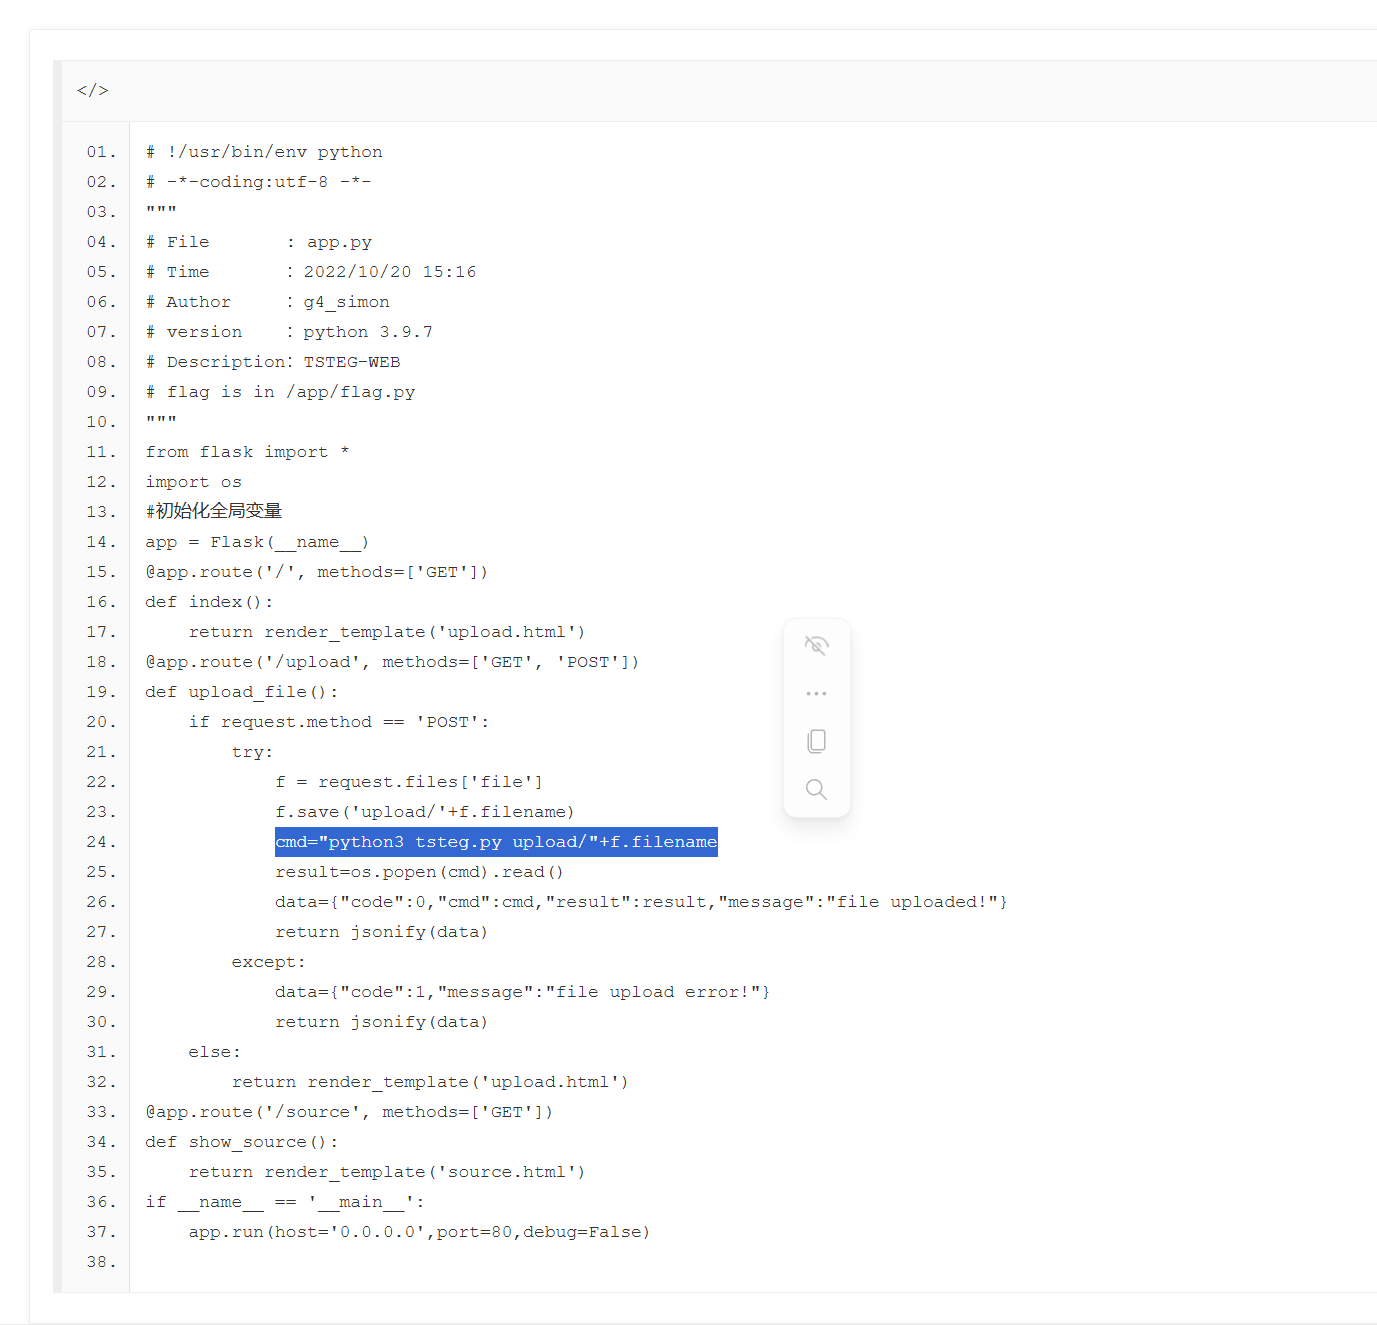 </>
01. # !/usr/bin/env python
02. # -*-coding:utf-8 -*-
03. """
04. # File       : app.py
05. # Time       ：2022/10/20 15:16
06. # Author     ：g4_simon
07. # version    ：python 3.9.7
08. # Description：TSTEG-WEB
09. # flag is in /app/flag.py
10. """
11. from flask import *
12. import os
13. #初始化全局变量
14. app = Flask(__name__)
15. @app.route('/', methods=['GET'])
16. def index():
17.     return render_template('upload.html')
18. @app.route('/upload', methods=['GET', 'POST'])
19. def upload_file():
20.     if request.method == 'POST':
21.         try:
22.             f = request.files['file']
23.             f.save('upload/'+f.filename)
24.             cmd="python3 tsteg.py upload/"+f.filename
25.             result=os.popen(cmd).read()
26.             data={"code":0,"cmd":cmd,"result":result,"message":"file uploaded!"}
27.             return jsonify(data)
28.         except:
29.             data={"code":1,"message":"file upload error!"}
30.             return jsonify(data)
31.     else:
32.         return render_template('upload.html')
33. @app.route('/source', methods=['GET'])
34. def show_source():
35.     return render_template('source.html')
36. if __name__ == '__main__':
37.     app.run(host='0.0.0.0',port=80,debug=False)
38.